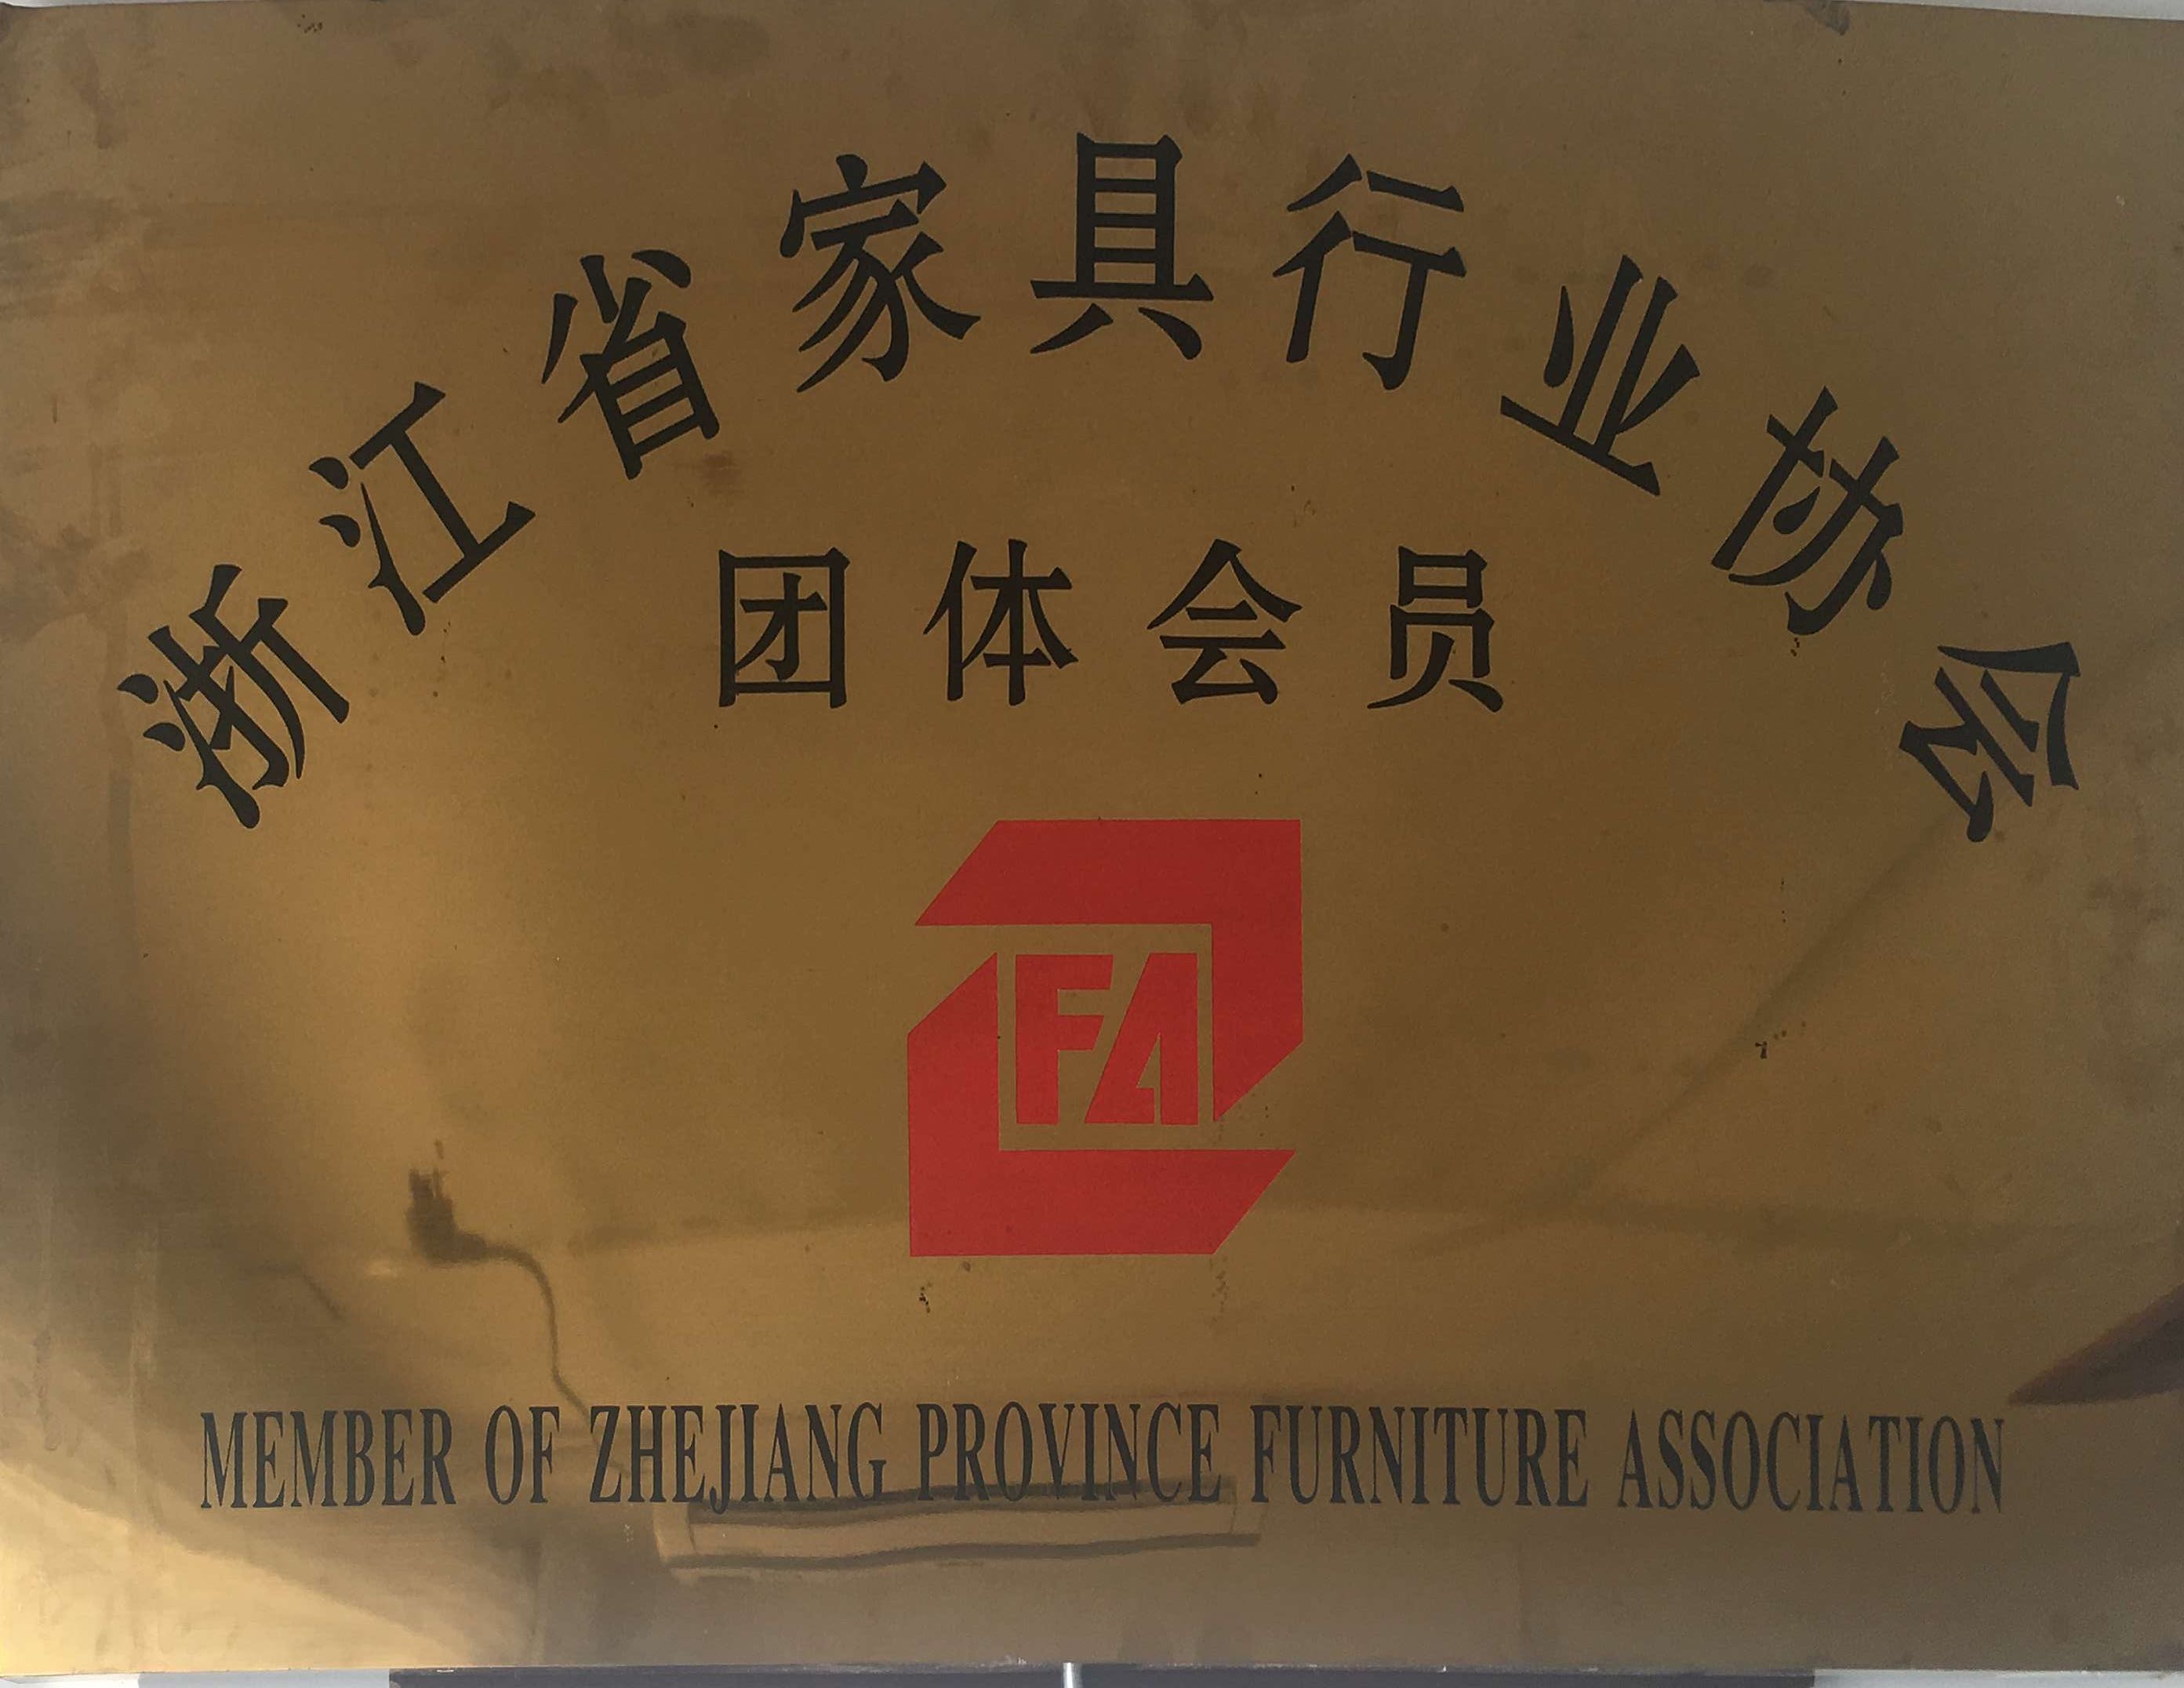 浙江省家具行业协会
团体会员
FA
MEMBER OF ZHEJIANG PROVINCE FURNITURE ASSOCIATION